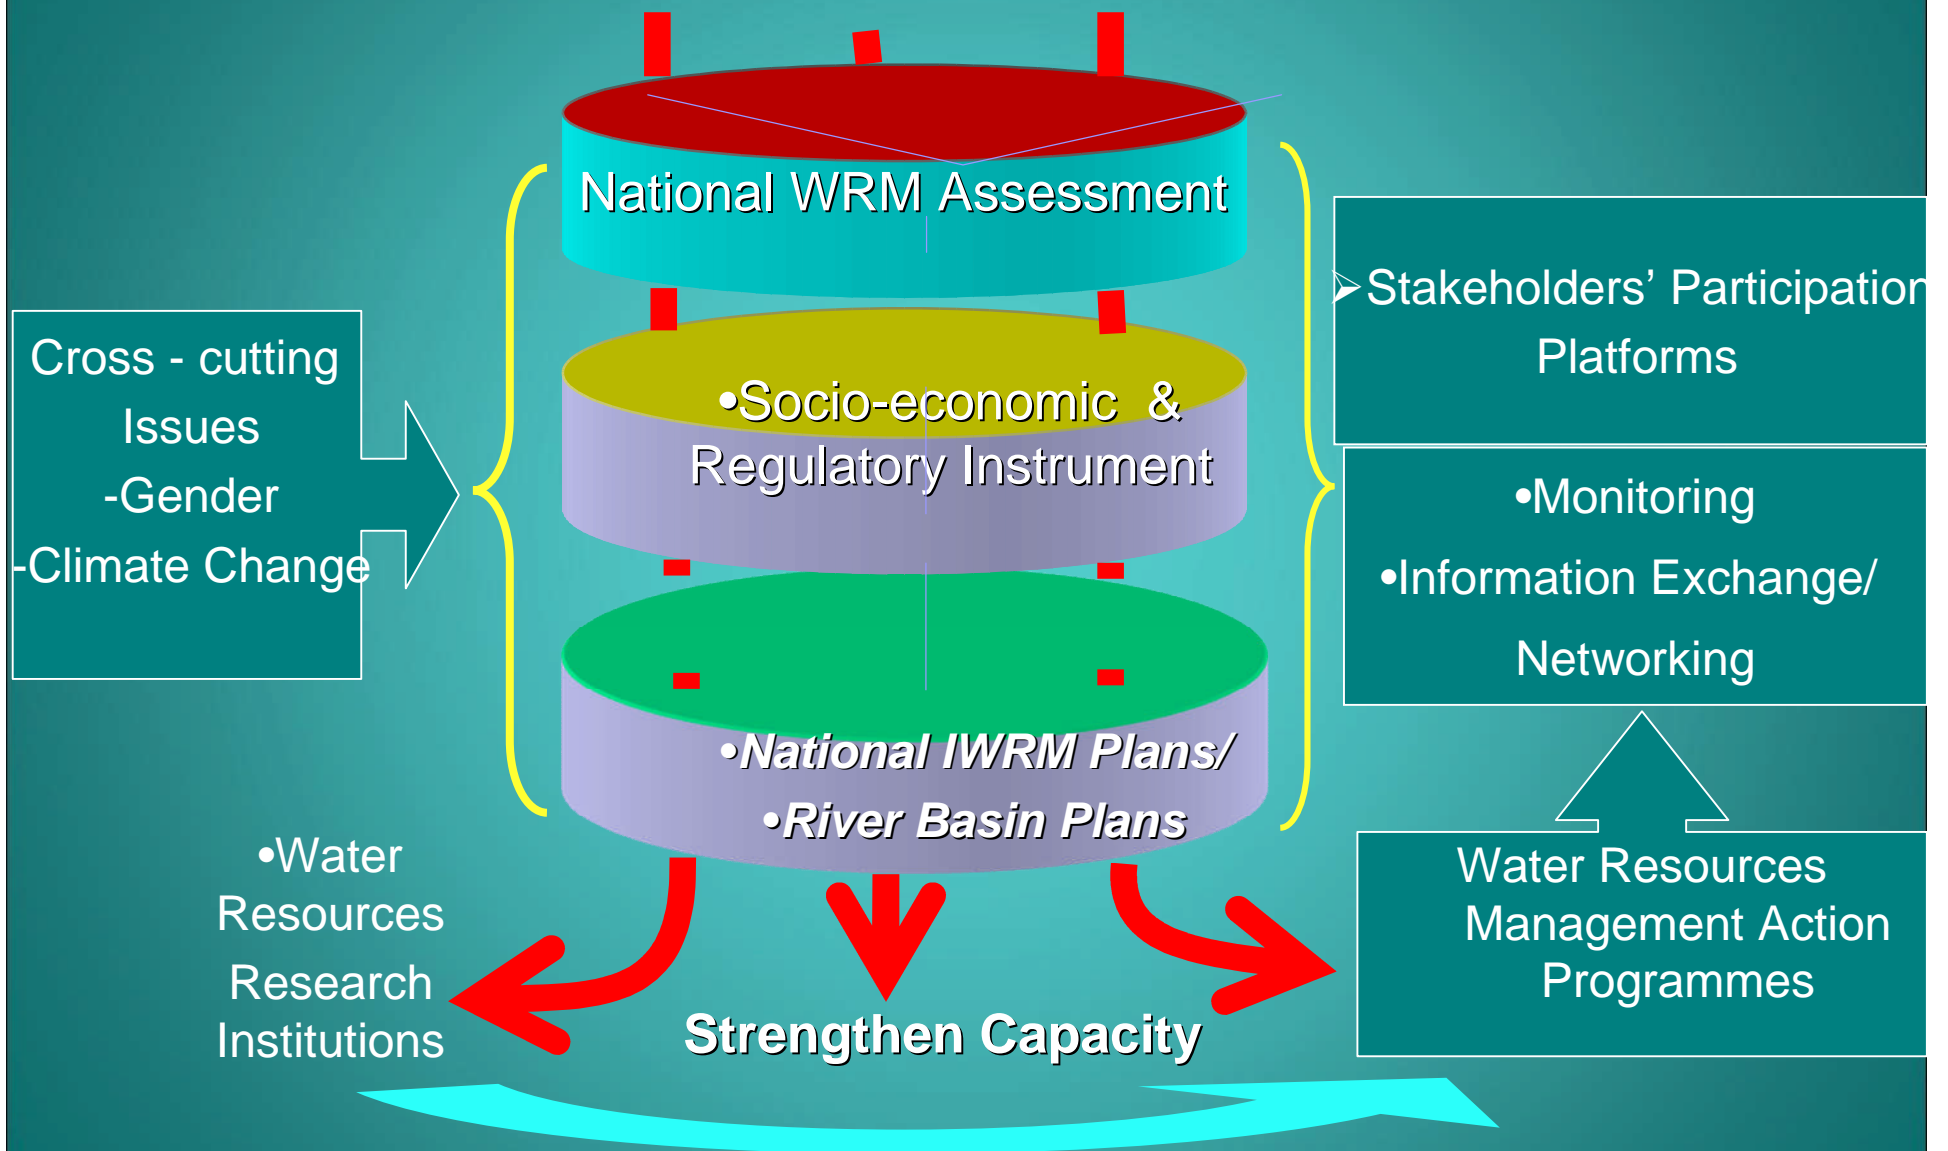 National WRM Assessment
•Socio-economic &
Regulatory Instrument
•National IWRM Plans/
•River Basin Plans
Cross - cutting
Issues
-Gender
-Climate Change
➢Stakeholders’ Participation
Platforms
•Monitoring
•Information Exchange/
Networking
•Water
Resources
Research
Institutions
Strengthen Capacity
Water Resources
Management Action
Programmes